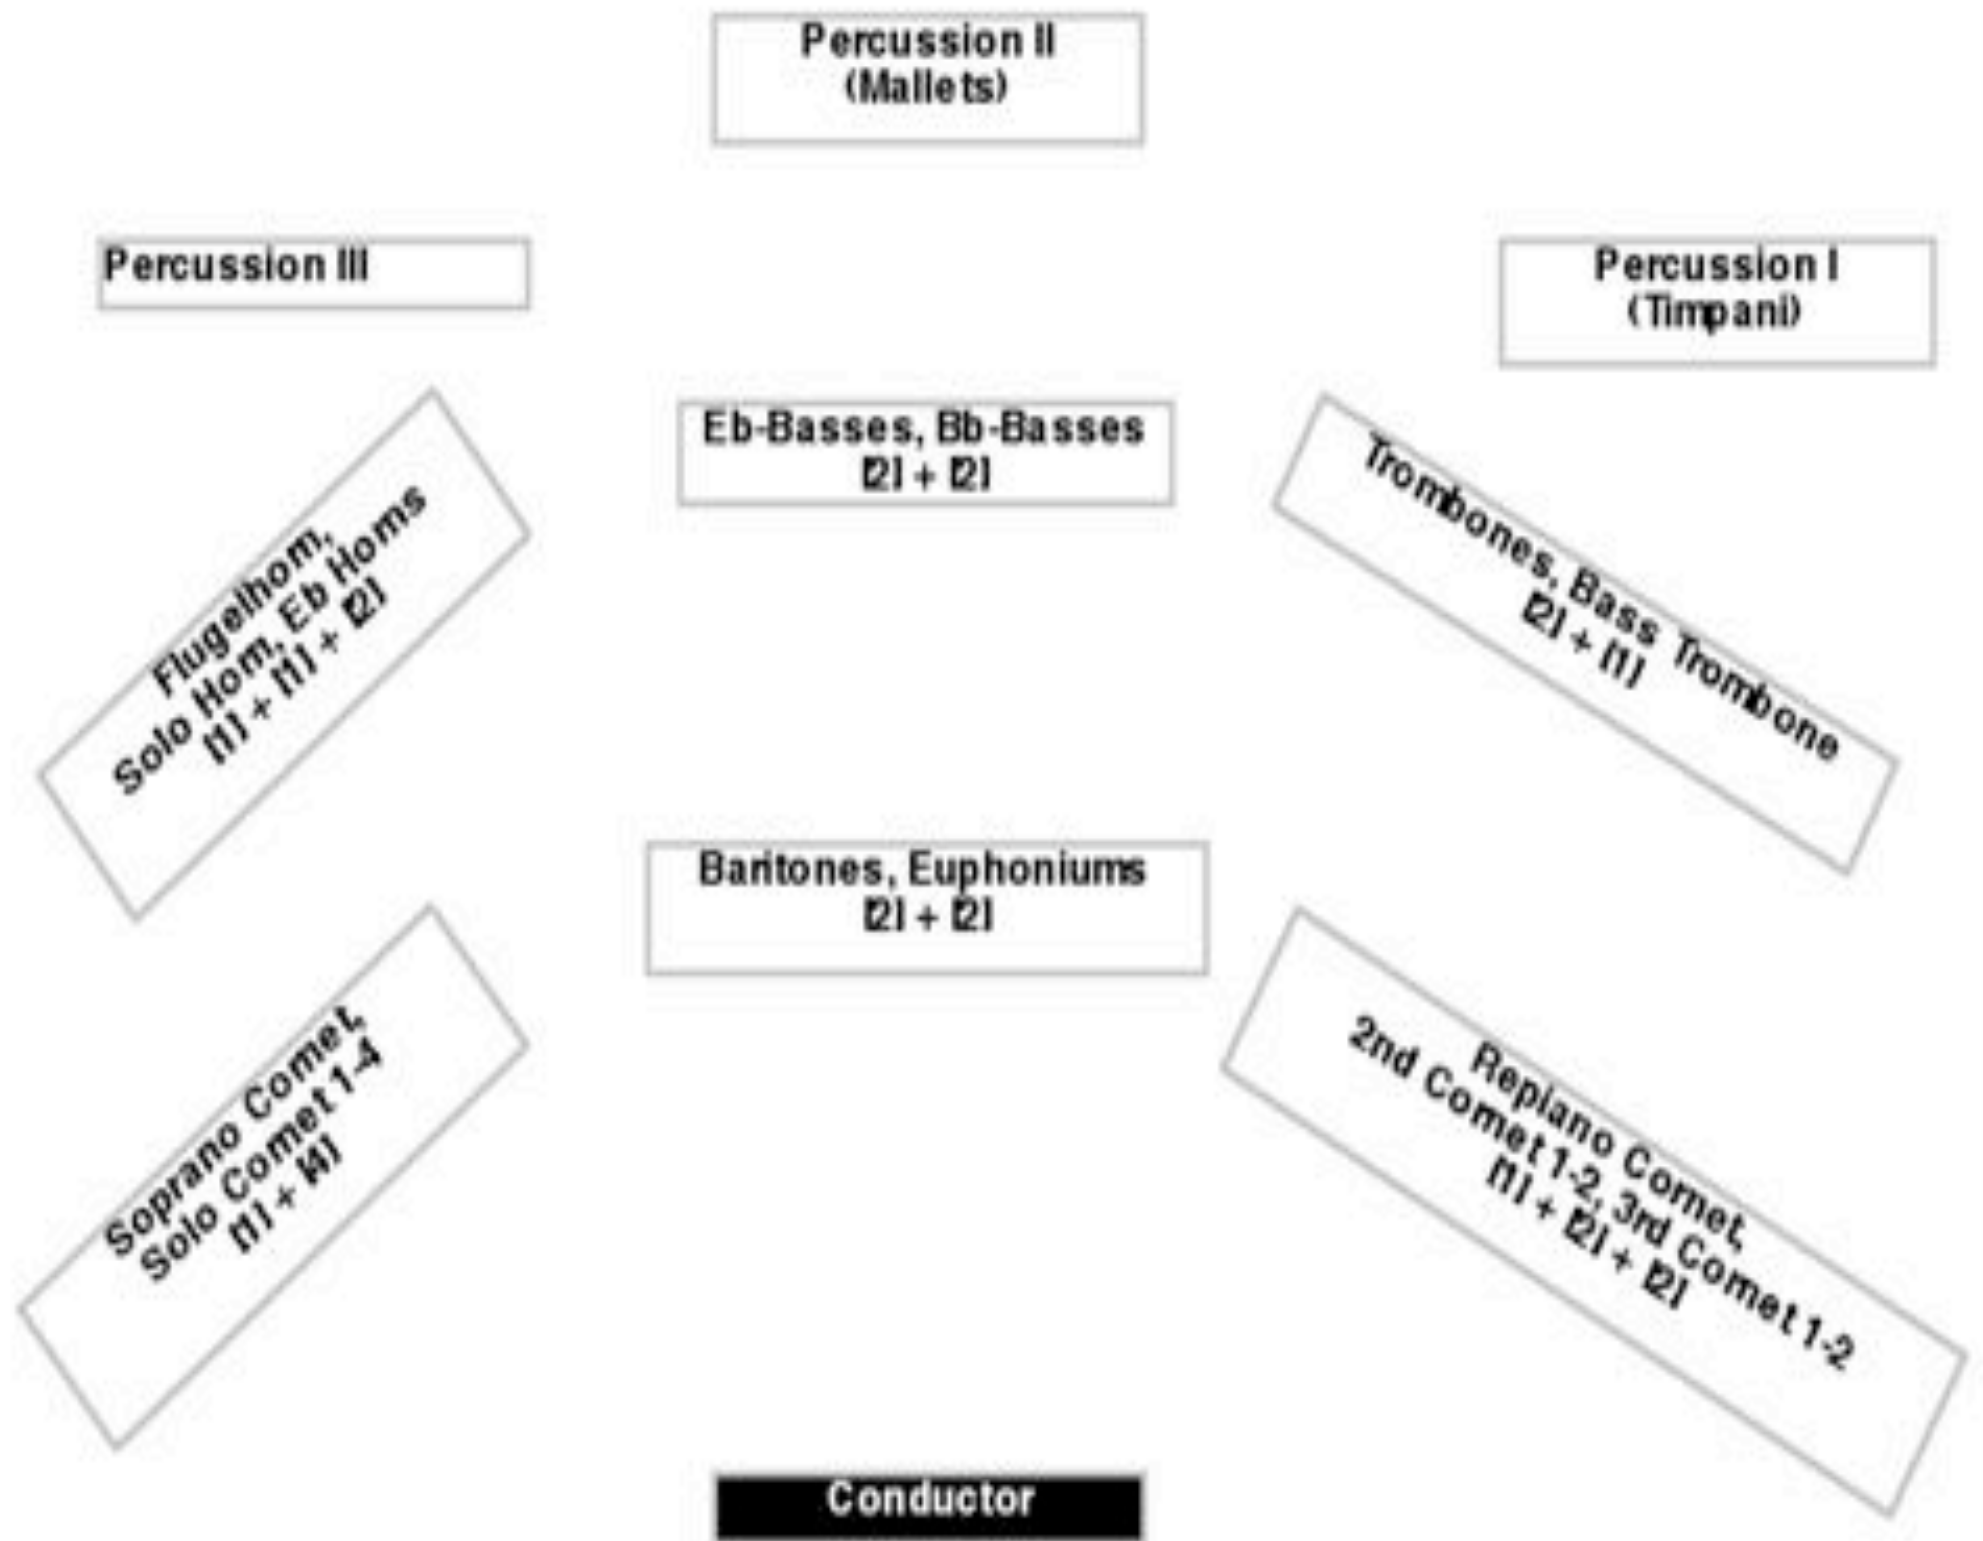 Percussion II
(Mallets)
Percussion III
Percussion I
(Timpani)
Eb-Basses, Bb-Basses
[2] + [2]
Flugelhorn,
Solo Horn, Eb Horns
[1] + [1] + [2]
Trombones, Bass Trombone
[2] + [1]
Baritones, Euphoniums
[2] + [2]
Soprano Cornet,
Solo Cornet 1-4
[1] + [4]
Repiano Cornet,
2nd Cornet 1-2, 3rd Cornet 1-2
[1] + [2] + [2]
Conductor